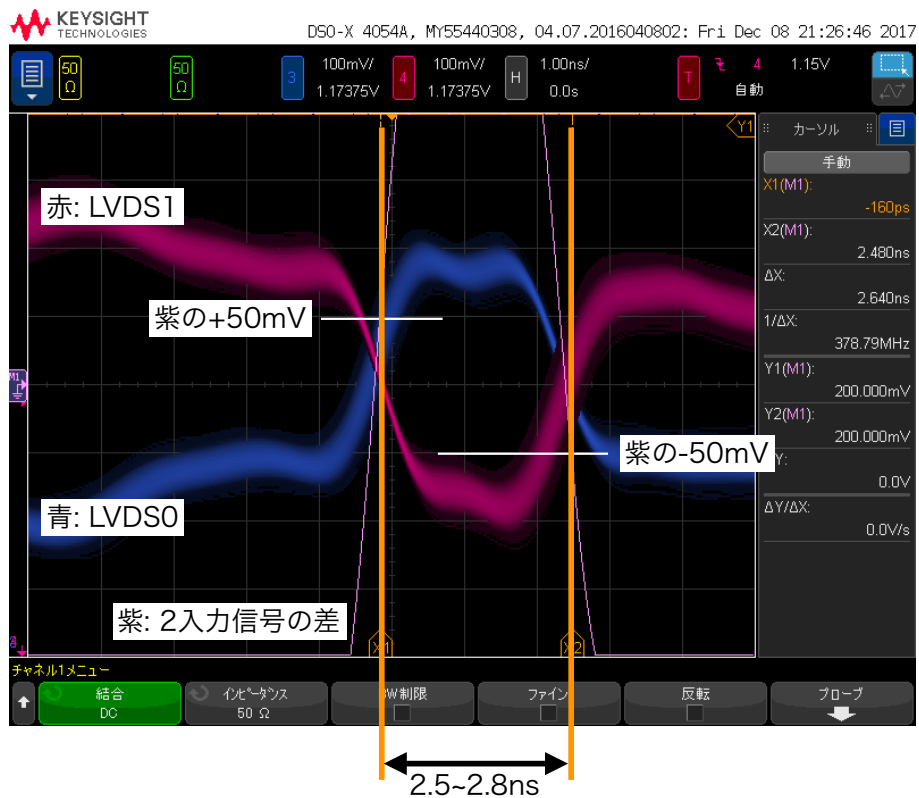 KEYSIGHT
TECHNOLOGIES
DSO-X 4054A, MY55440308, 04.07.2016040802: Fri Dec 08 21:26:46 2017
50Ω
50Ω
3
100mV/
1.17375V
4
100mV/
1.17375V
H
1.00ns/
0.0s
T
4
1.15V
自動
Y1
カーソル
手動
X1(M1):
-160ps
X2(M1):
2.480ns
ΔX:
2.640ns
1/ΔX:
378.79MHz
Y1(M1):
200.000mV
Y2(M1):
200.000mV
Y:
0.0V
ΔY/ΔX:
0.0V/s
赤: LVDS1
紫の+50mV
M1
紫の-50mV
青: LVDS0
紫: 2入力信号の差
X1
X2
チャネル1メニュー
結合
DC
インピーダンス
50 Ω
BW制限
ファイン
反転
プローブ
2.5~2.8ns